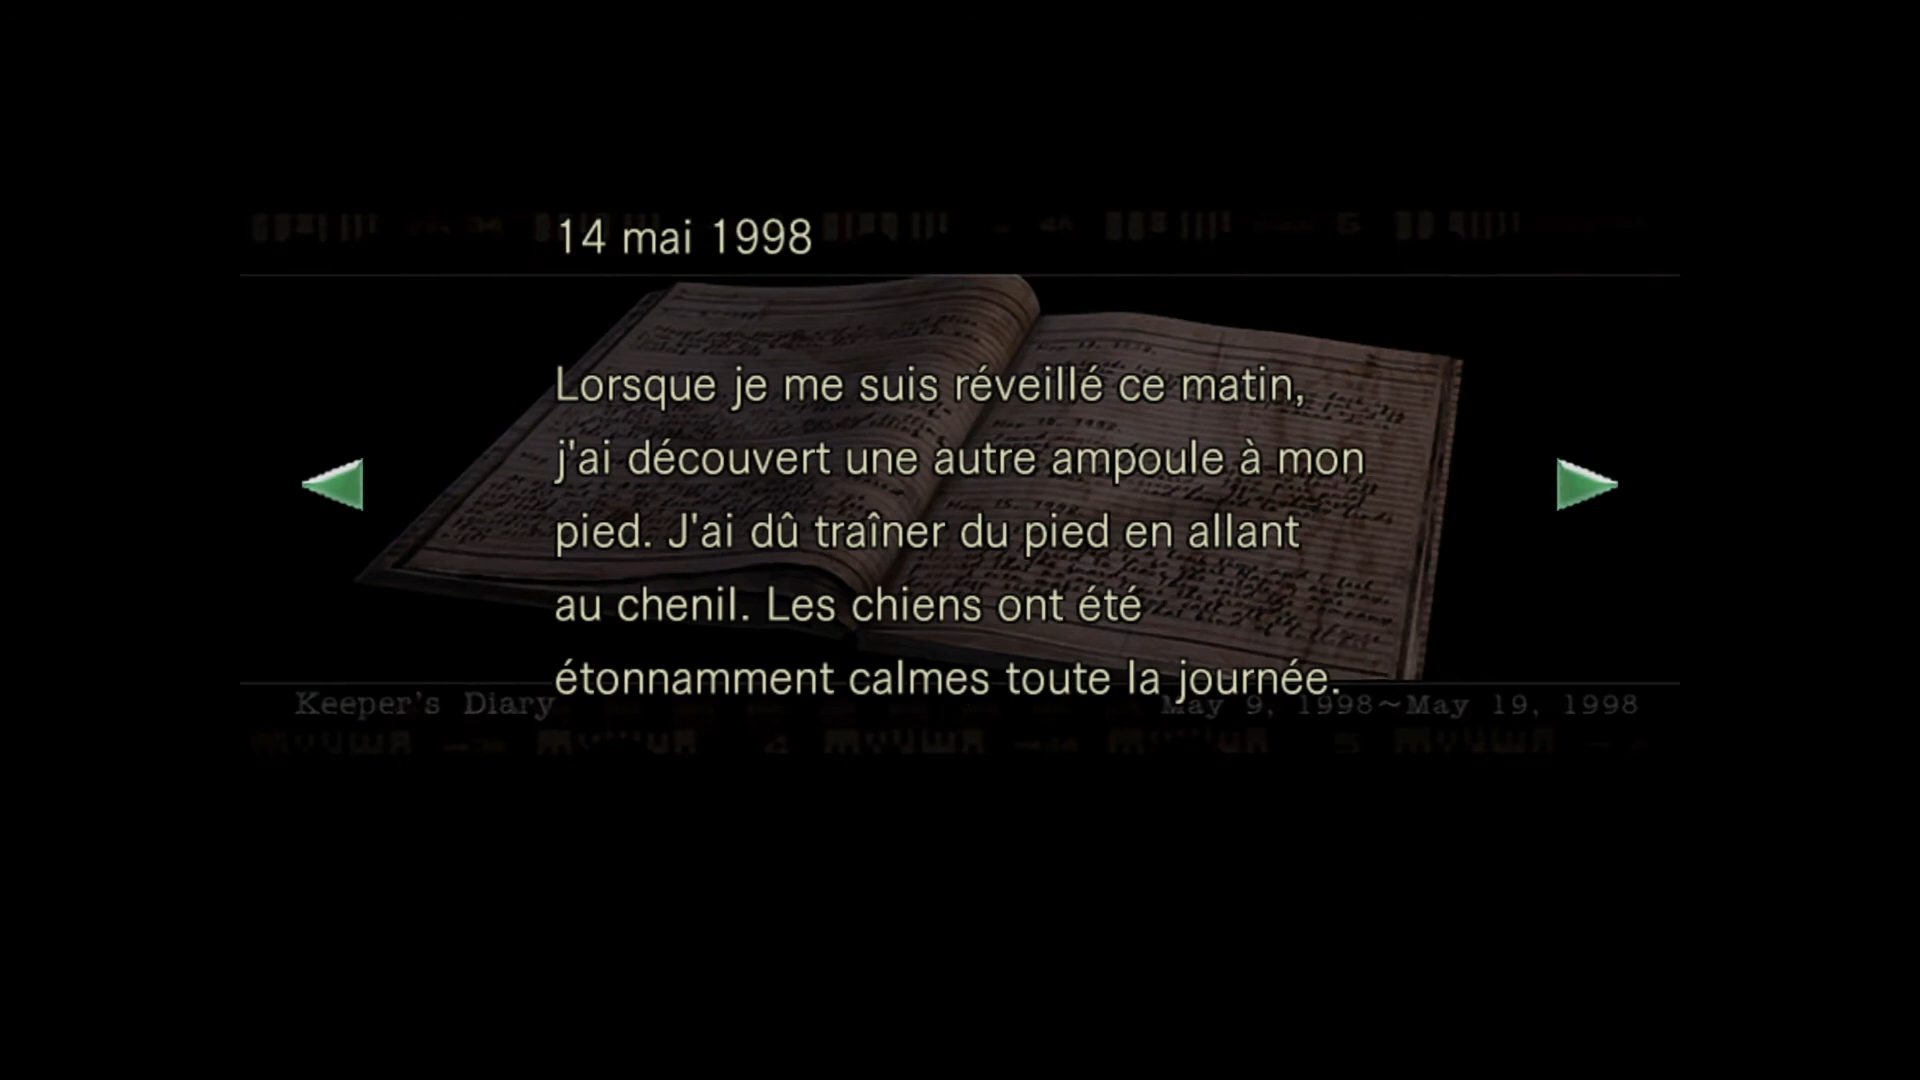 14 mai 1998
Lorsque je me suis réveillé ce matin,
j'ai découvert une autre ampoule à mon
pied. J'ai dû traîner du pied en allant
au chenil. Les chiens ont été
étonnamment calmes toute la journée.
Keeper's Diary
May 9, 1998~May 19, 1998